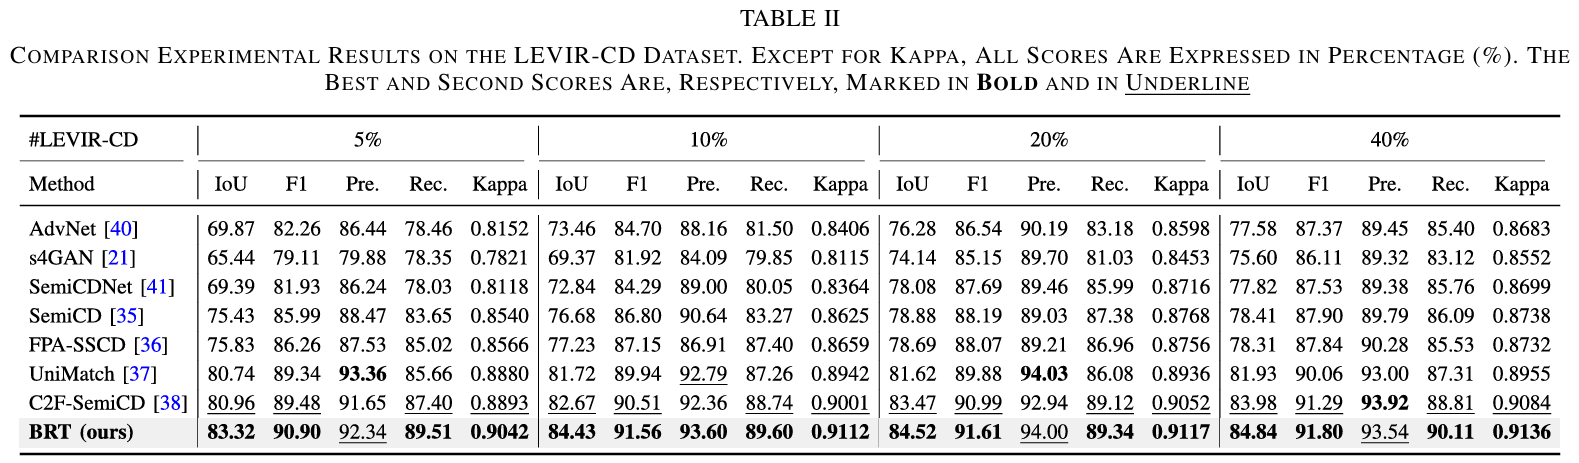 TABLE II
COMPARISON EXPERIMENTAL RESULTS ON THE LEVIR-CD DATASET. EXCEPT FOR KAPPA, ALL SCORES ARE EXPRESSED IN PERCENTAGE (%). THE
BEST AND SECOND SCORES ARE, RESPECTIVELY, MARKED IN BOLD AND IN UNDERLINE
#LEVIR-CD 5% 10% 20% 40%
Method IoU F1 Pre. Rec. Kappa IoU F1 Pre. Rec. Kappa IoU F1 Pre. Rec. Kappa IoU F1 Pre. Rec. Kappa
AdvNet [40] 69.87 82.26 86.44 78.46 0.8152 73.46 84.70 88.16 81.50 0.8406 76.28 86.54 90.19 83.18 0.8598 77.58 87.37 89.45 85.40 0.8683
s4GAN [21] 65.44 79.11 79.88 78.35 0.7821 69.37 81.92 84.09 79.85 0.8115 74.14 85.15 89.70 81.03 0.8453 75.60 86.11 89.32 83.12 0.8552
SemiCDNet [41] 69.39 81.93 86.24 78.03 0.8118 72.84 84.29 89.00 80.05 0.8364 78.08 87.69 89.46 85.99 0.8716 77.82 87.53 89.38 85.76 0.8699
SemiCD [35] 75.43 85.99 88.47 83.65 0.8540 76.68 86.80 90.64 83.27 0.8625 78.88 88.19 89.03 87.38 0.8768 78.41 87.90 89.79 86.09 0.8738
FPA-SSCD [36] 75.83 86.26 87.53 85.02 0.8566 77.23 87.15 86.91 87.40 0.8659 78.69 88.07 89.21 86.96 0.8756 78.31 87.84 90.28 85.53 0.8732
UniMatch [37] 80.74 89.34 93.36 85.66 0.8880 81.72 89.94 92.79 87.26 0.8942 81.62 89.88 94.03 86.08 0.8936 81.93 90.06 93.00 87.31 0.8955
C2F-SemiCD [38] 80.96 89.48 91.65 87.40 0.8893 82.67 90.51 92.36 88.74 0.9001 83.47 90.99 92.94 89.12 0.9052 83.98 91.29 93.92 88.81 0.9084
BRT (ours) 83.32 90.90 92.34 89.51 0.9042 84.43 91.56 93.60 89.60 0.9112 84.52 91.61 94.00 89.34 0.9117 84.84 91.80 93.54 90.11 0.9136